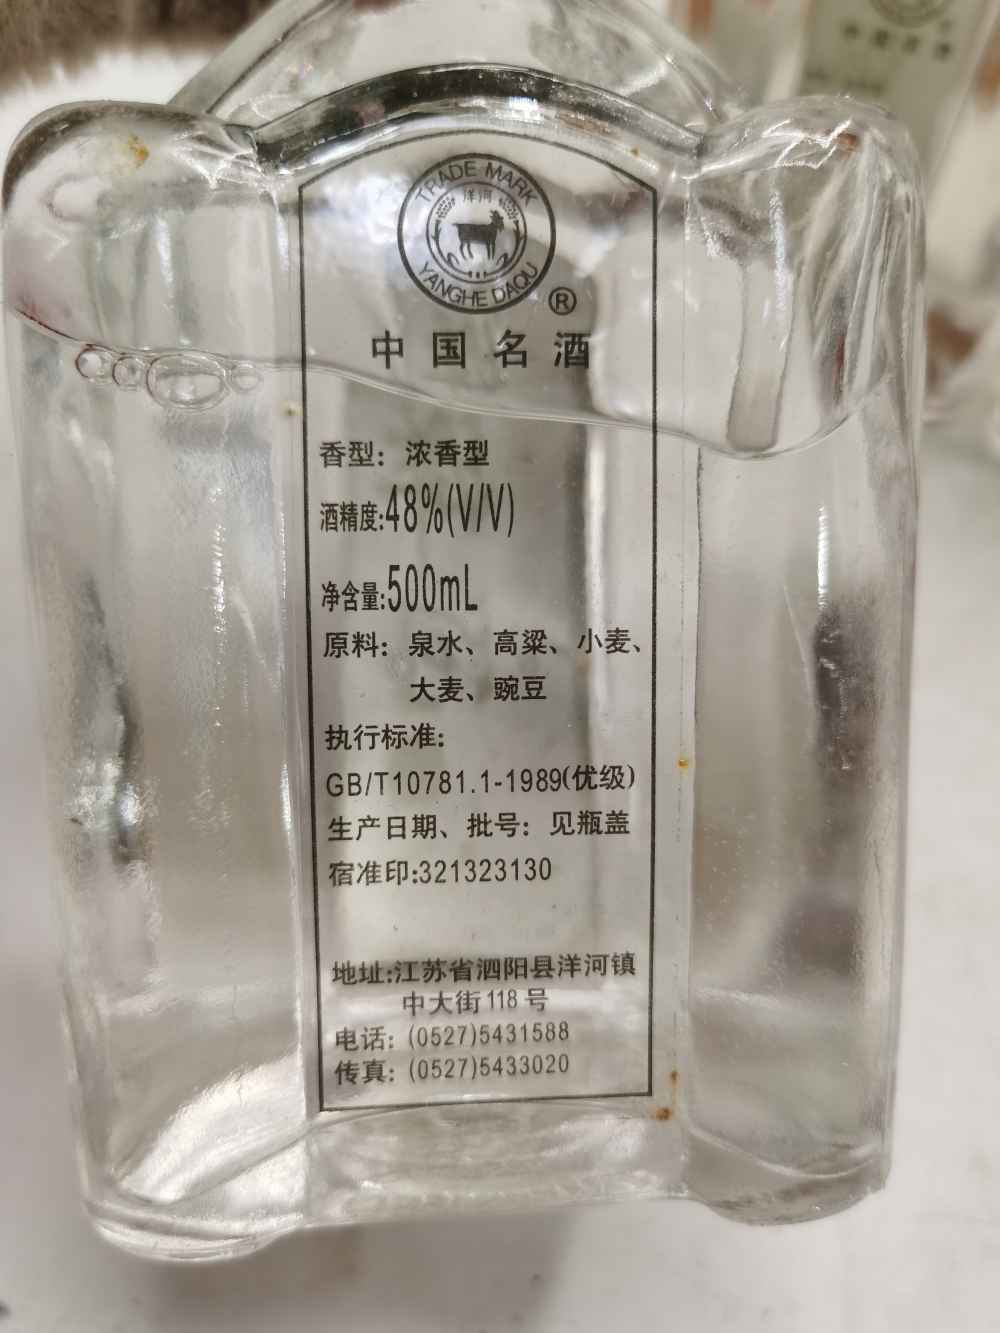 TRADE MARK
洋河
YANGHE DAQU
®
中国名酒
香型：浓香型
酒精度:48%(V/V)
净含量:500mL
原料：泉水、高粱、小麦、
大麦、豌豆
执行标准:
GB/T10781.1-1989(优级)
生产日期、批号：见瓶盖
宿准印:321323130
地址:江苏省泗阳县洋河镇
中大街118号
电话：(0527)5431588
传真：(0527)5433020